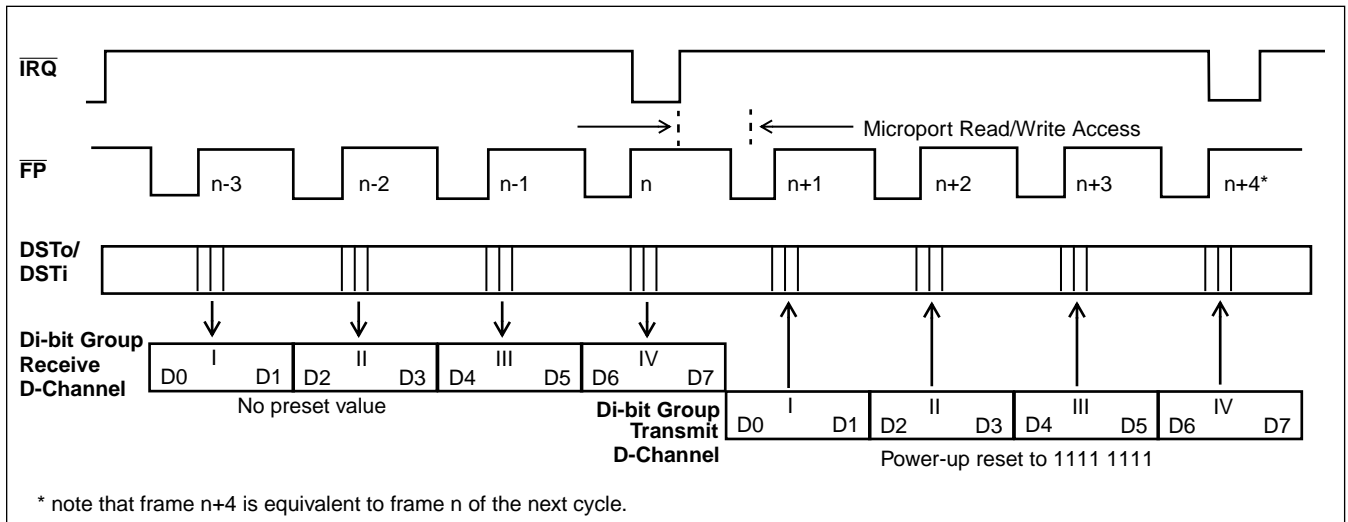 IRQ
Microport Read/Write Access
FP
n-3 n-2 n-1 n n+1 n+2 n+3 n+4*
DSTo/
DSTi
Di-bit Group
Receive
D-Channel
I II III IV
D0 D1 D2 D3 D4 D5 D6 D7
No preset value
Di-bit Group
Transmit
D-Channel
I II III IV
D0 D1 D2 D3 D4 D5 D6 D7
Power-up reset to 1111 1111
* note that frame n+4 is equivalent to frame n of the next cycle.